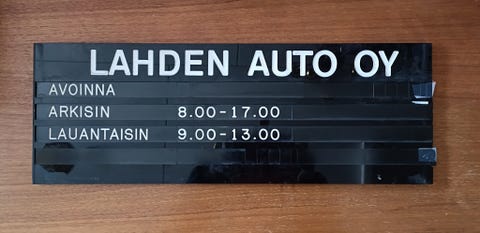 LAHDEN AUTO OY
AVOINNA
ARKISIN 8.00-17.00
LAUANTAISIN 9.00-13.00